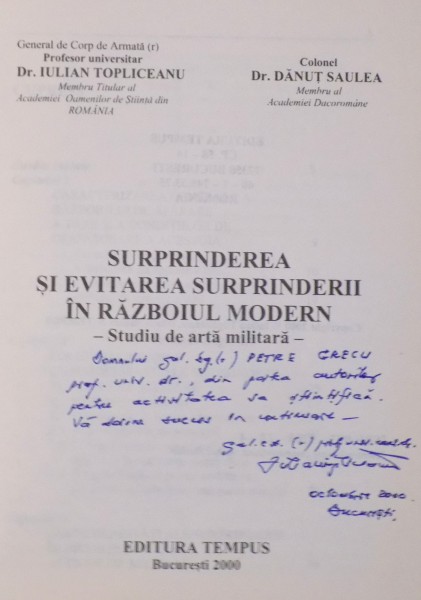 General de Corp de Armată (r)
Profesor universitar
Dr. IULIAN TOPLICEANU
Membru Titular al
Academiei Oamenilor de Știință din
ROMÂNIA
Colonel
Dr. DĂNUȚ SAULEA
Membru al
Academiei Dacoromâne
SURPRINDEREA
ȘI EVITAREA SURPRINDERII
ÎN RĂZBOIUL MODERN
– Studiu de artă militară –
Domnului gal. bg. (r) PETRE GRECU
prof. univ. dr., din partea autorilor
pentru activitatea sa științifică.
Vă dorim succes în continuare –
gal. c.a. (r) prof. univ.
octombrie 2000
București,
EDITURA TEMPUS
București 2000